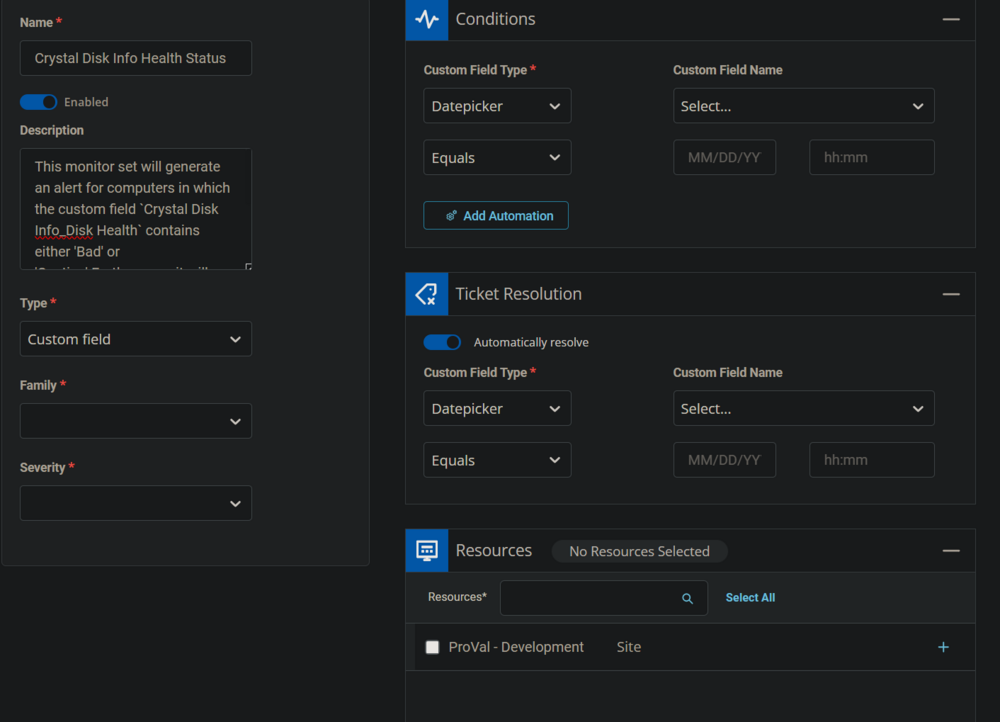 Name *
Crystal Disk Info Health Status
Enabled
Description
This monitor set will generate
an alert for computers in which
the custom field `Crystal Disk
Info_Disk Health` contains
either 'Bad' or
Type *
Custom field
Family *
Severity *
Conditions
Custom Field Type * Custom Field Name
Datepicker Select...
Equals MM/DD/YY hh:mm
Add Automation
Ticket Resolution
Automatically resolve
Custom Field Type * Custom Field Name
Datepicker Select...
Equals MM/DD/YY hh:mm
Resources No Resources Selected
Resources* Select All
ProVal - Development Site